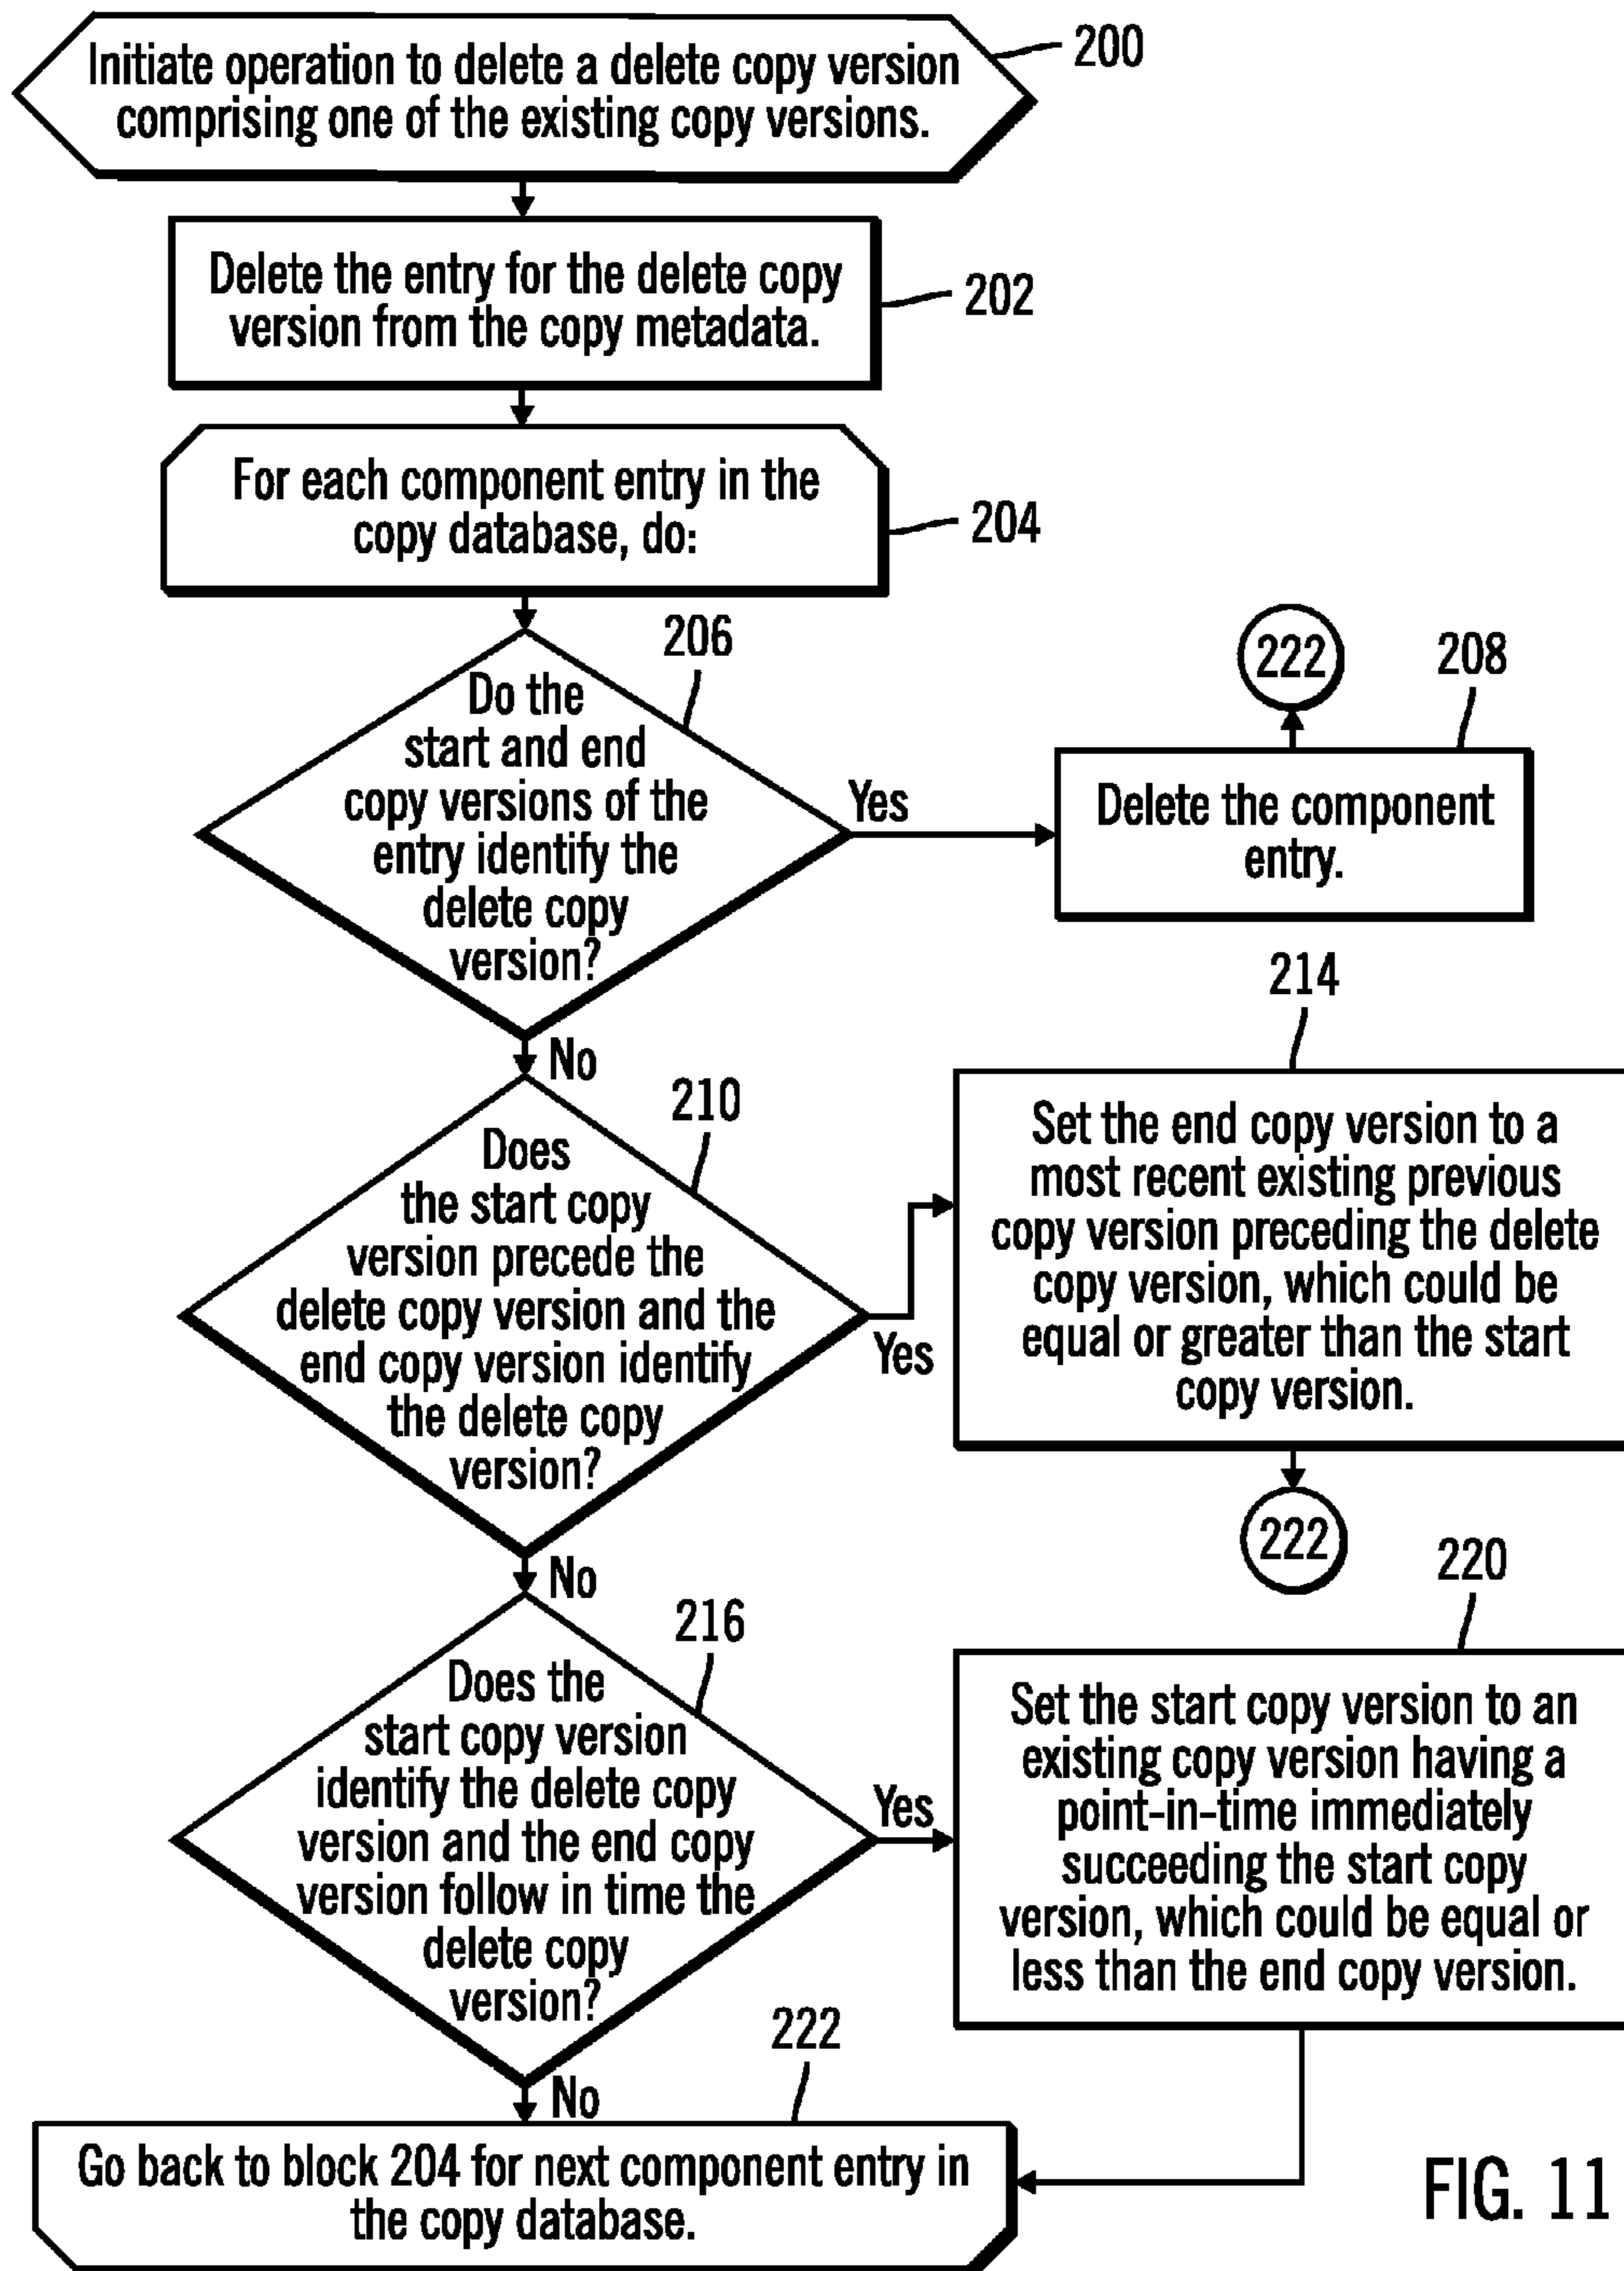 Initiate operation to delete a delete copy version
comprising one of the existing copy versions.
200
Delete the entry for the delete copy
version from the copy metadata.
202
For each component entry in the
copy database, do:
204
206
Do the
start and end
copy versions of the
entry identify the
delete copy
version?
Yes
222
208
Delete the component
entry.
No
210
Does
the start copy
version precede the
delete copy version and the
end copy version identify
the delete copy
version?
Yes
214
Set the end copy version to a
most recent existing previous
copy version preceding the delete
copy version, which could be
equal or greater than the start
copy version.
222
No
216
Does the
start copy version
identify the delete copy
version and the end copy
version follow in time the
delete copy
version?
Yes
220
Set the start copy version to an
existing copy version having a
point-in-time immediately
succeeding the start copy
version, which could be equal or
less than the end copy version.
No
222
Go back to block 204 for next component entry in
the copy database.
FIG. 11